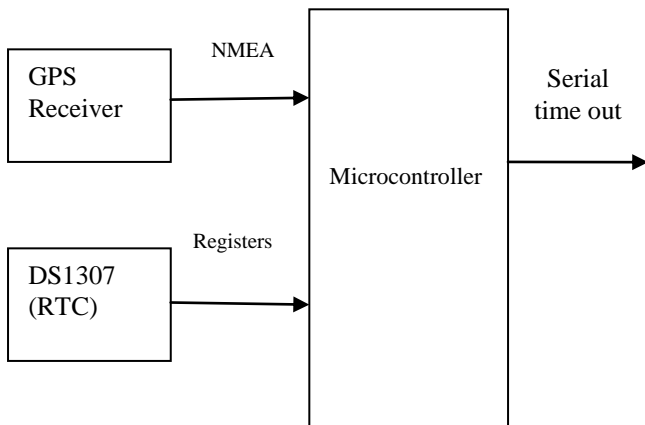 NMEA
GPS
Receiver
Serial
time out
Microcontroller
Registers
DS1307
(RTC)